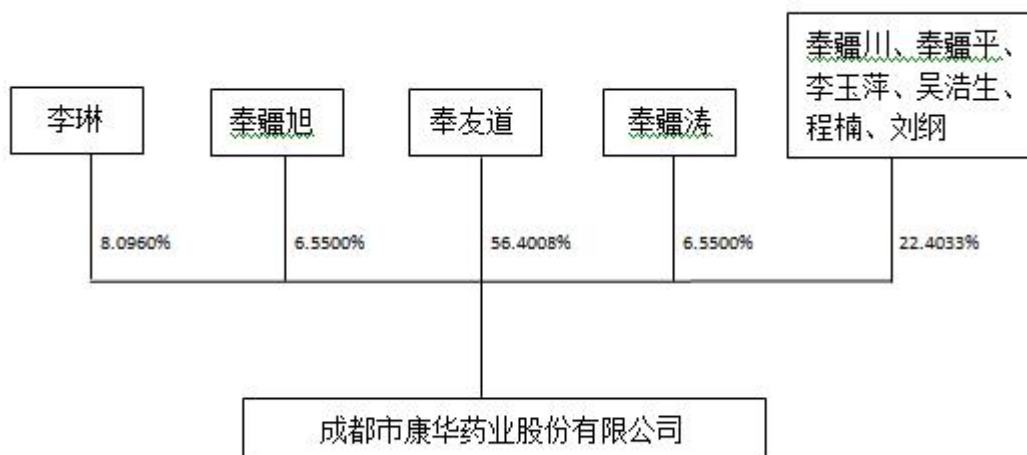 奉疆川、奉疆平、
李玉萍、吴浩生、
程楠、刘纲
李琳
奉疆旭
奉友道
奉疆涛
8.0960%
6.5500%
56.4008%
6.5500%
22.4033%
成都市康华药业股份有限公司